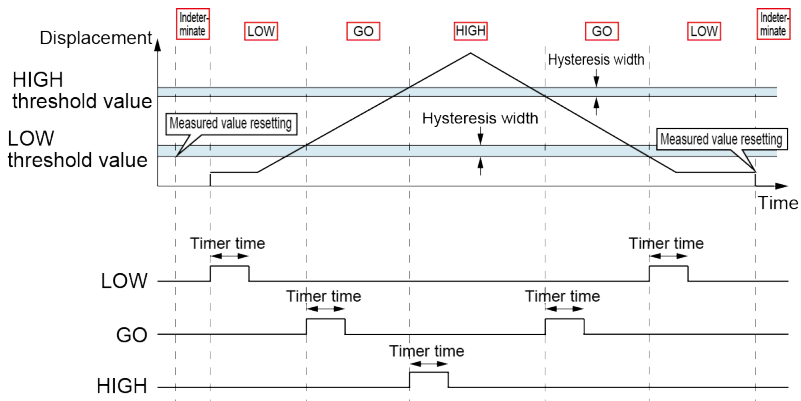 Indeter-
minate
LOW
GO
HIGH
GO
LOW
Indeter-
minate
Displacement
Hysteresis width
HIGH
threshold value
Measured value resetting
Hysteresis width
LOW
threshold value
Measured value resetting
Time
Timer time
Timer time
LOW
Timer time
Timer time
GO
Timer time
HIGH